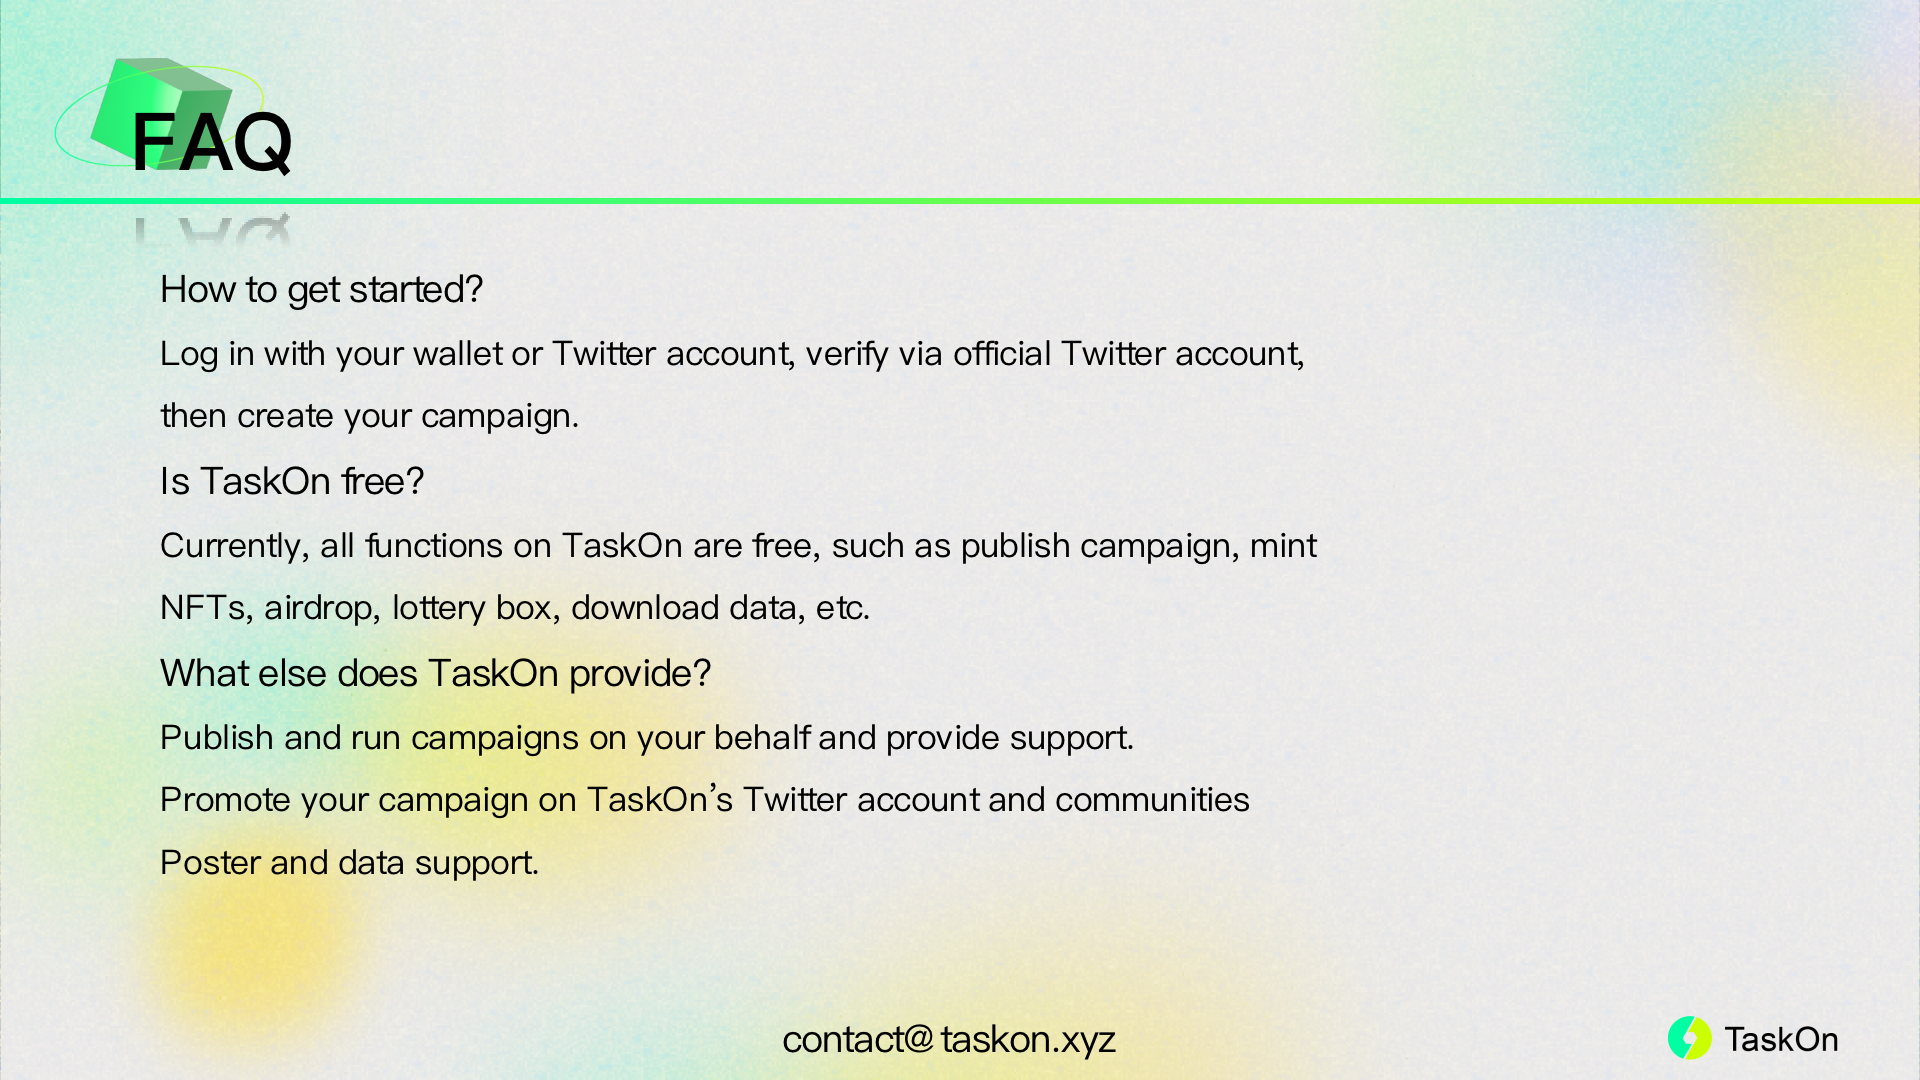 FAQ
How to get started?
Log in with your wallet or Twitter account, verify via official Twitter account,
then create your campaign.
Is TaskOn free?
Currently, all functions on TaskOn are free, such as publish campaign, mint
NFTs, airdrop, lottery box, download data, etc.
What else does TaskOn provide?
Publish and run campaigns on your behalf and provide support.
Promote your campaign on TaskOn’s Twitter account and communities
Poster and data support.
contact@taskon.xyz
TaskOn